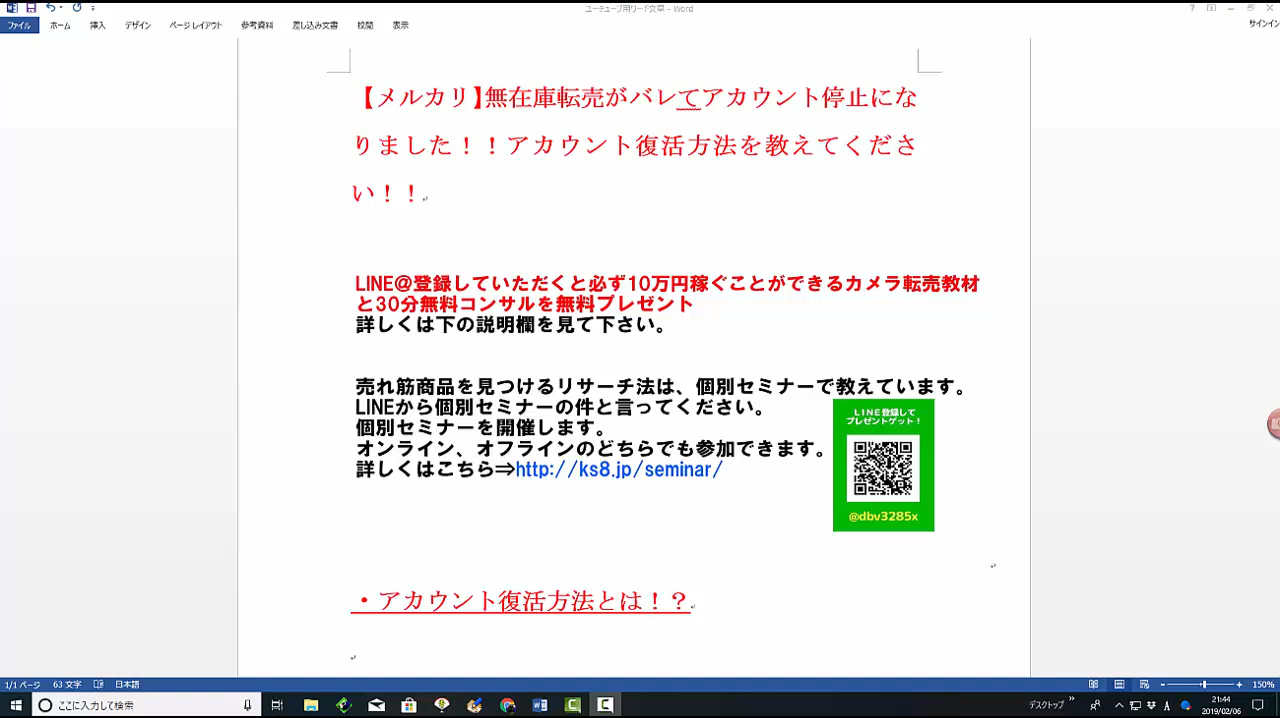 ユーチューブ用ワード文章 - Word
サインイン
ファイル ホーム 挿入 デザイン ページ レイアウト 参考資料 差し込み文書 校閲 表示
【メルカリ】無在庫転売がバレてアカウント停止にな
りました！！アカウント復活方法を教えてくださ
い！！
LINE@登録していただくと必ず10万円稼ぐことができるカメラ転売教材
と30分無料コンサルを無料プレゼント
詳しくは下の説明欄を見て下さい。
売れ筋商品を見つけるリサーチ法は、個別セミナーで教えています。
LINEから個別セミナーの件と言ってください。
個別セミナーを開催します。
オンライン、オフラインのどちらでも参加できます。
詳しくはこちら⇒http://ks8.jp/seminar/
LINE登録して
プレゼントゲット！
@dbv3285x
・アカウント復活方法とは！？
1/1 ページ 63 文字 日本語
150%
ここに入力して検索
デスクトップ
21:44
2019/02/06